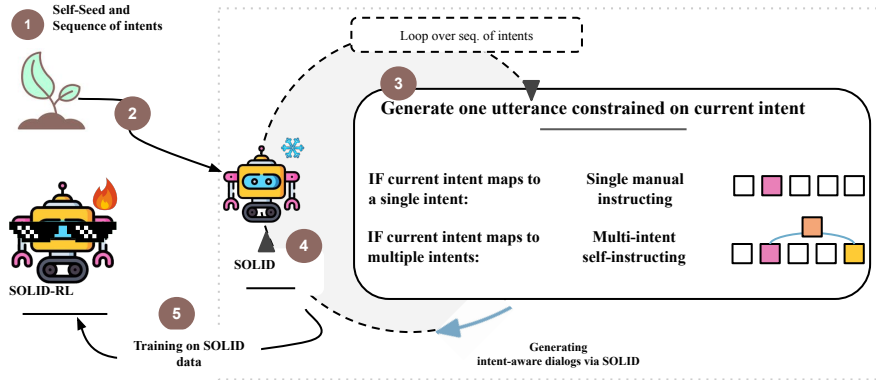 1
Self-Seed and
Sequence of intents
2
Loop over seq. of intents
3
Generate one utterance constrained on current intent
IF current intent maps to
a single intent:
Single manual
instructing
IF current intent maps to
multiple intents:
Multi-intent
self-instructing
4
SOLID
SOLID-RL
5
Training on SOLID
data
Generating
intent-aware dialogs via SOLID